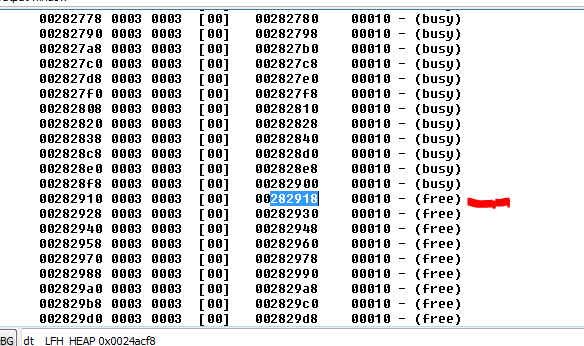 00282778 0003 0003 [00] 00282780 00010 - (busy)
00282790 0003 0003 [00] 00282798 00010 - (busy)
002827a8 0003 0003 [00] 002827b0 00010 - (busy)
002827c0 0003 0003 [00] 002827c8 00010 - (busy)
002827d8 0003 0003 [00] 002827e0 00010 - (busy)
002827f0 0003 0003 [00] 002827f8 00010 - (busy)
00282808 0003 0003 [00] 00282810 00010 - (busy)
00282820 0003 0003 [00] 00282828 00010 - (busy)
00282838 0003 0003 [00] 00282840 00010 - (busy)
002828c8 0003 0003 [00] 002828d0 00010 - (busy)
002828e0 0003 0003 [00] 002828e8 00010 - (busy)
002828f8 0003 0003 [00] 00282900 00010 - (busy)
00282910 0003 0003 [00] 00282918 00010 - (free)
00282928 0003 0003 [00] 00282930 00010 - (free)
00282940 0003 0003 [00] 00282948 00010 - (free)
00282958 0003 0003 [00] 00282960 00010 - (free)
00282970 0003 0003 [00] 00282978 00010 - (free)
00282988 0003 0003 [00] 00282990 00010 - (free)
002829a0 0003 0003 [00] 002829a8 00010 - (free)
002829b8 0003 0003 [00] 002829c0 00010 - (free)
002829d0 0003 0003 [00] 002829d8 00010 - (free)
BG dt _LFH_HEAP 0x0024acf8